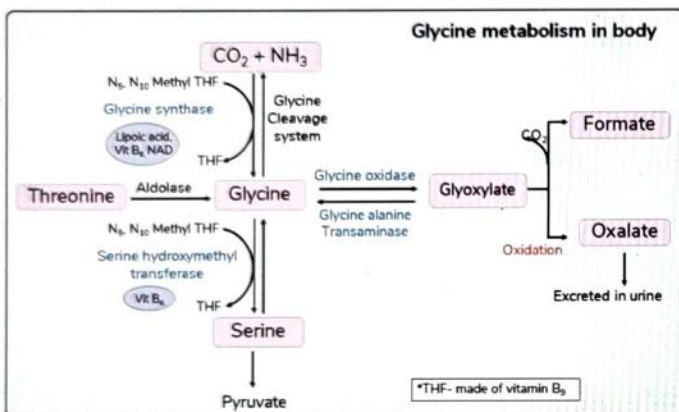 Glycine metabolism in body
CO₂ + NH₃
N₅, N₁₀ Methyl THF
Glycine synthase
Lipoic acid,
Vit B₆, NAD
THF
Glycine
Cleavage
system
Threonine
Aldolase
Glycine
Glycine oxidase
Glycine alanine
Transaminase
Glyoxylate
CO₂
Formate
Oxalate
Oxidation
Excreted in urine
N₅, N₁₀ Methyl THF
Serine hydroxymethyl
transferase
Vit B₆
THF
Serine
Pyruvate
*THF- made of vitamin B₉